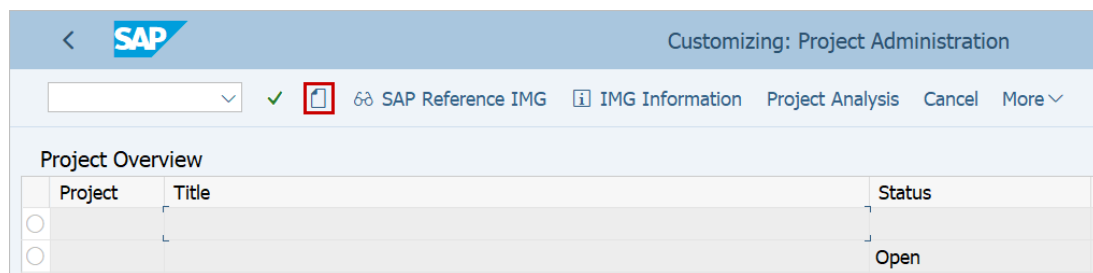 SAP Customizing: Project Administration
SAP Reference IMG IMG Information Project Analysis Cancel More
Project Overview
Project Title Status
Open